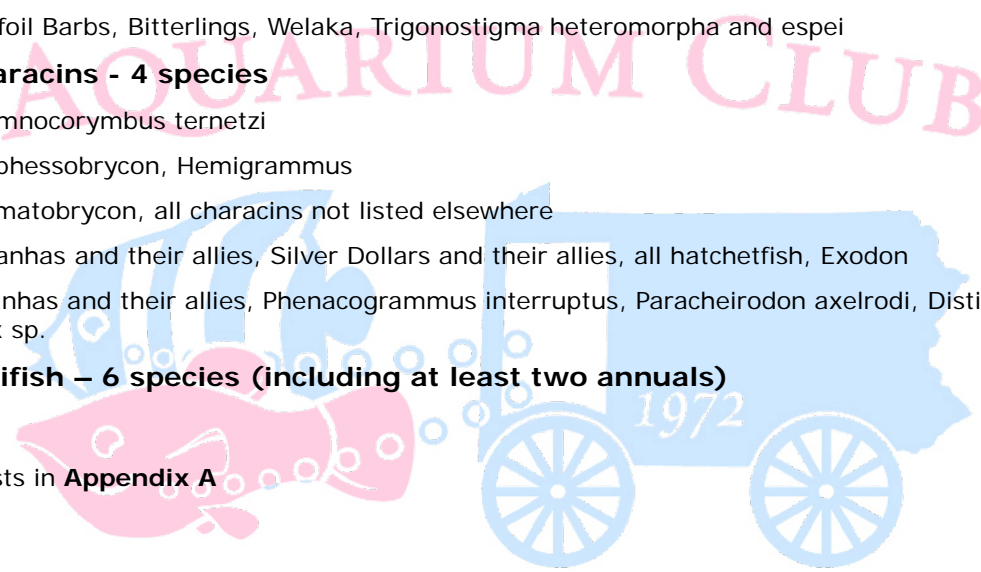 foil Barbs, Bitterlings, Welaka, Trigonostigma heteromorpha and espei
AQUARIUM CLUB
aracins - 4 species
mnocorymbus ternetzi
phessobrycon, Hemigrammus
matobrycon, all characins not listed elsewhere
anhas and their allies, Silver Dollars and their allies, all hatchetfish, Exodon
nhas and their allies, Phenacogrammus interruptus, Paracheirodon axelrodi, Disti
x sp.
lifish – 6 species (including at least two annuals)
1972
sts in Appendix A